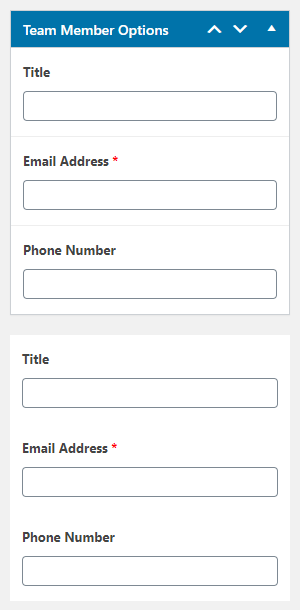 Team Member Options
Title
Email Address *
Phone Number
Title
Email Address *
Phone Number